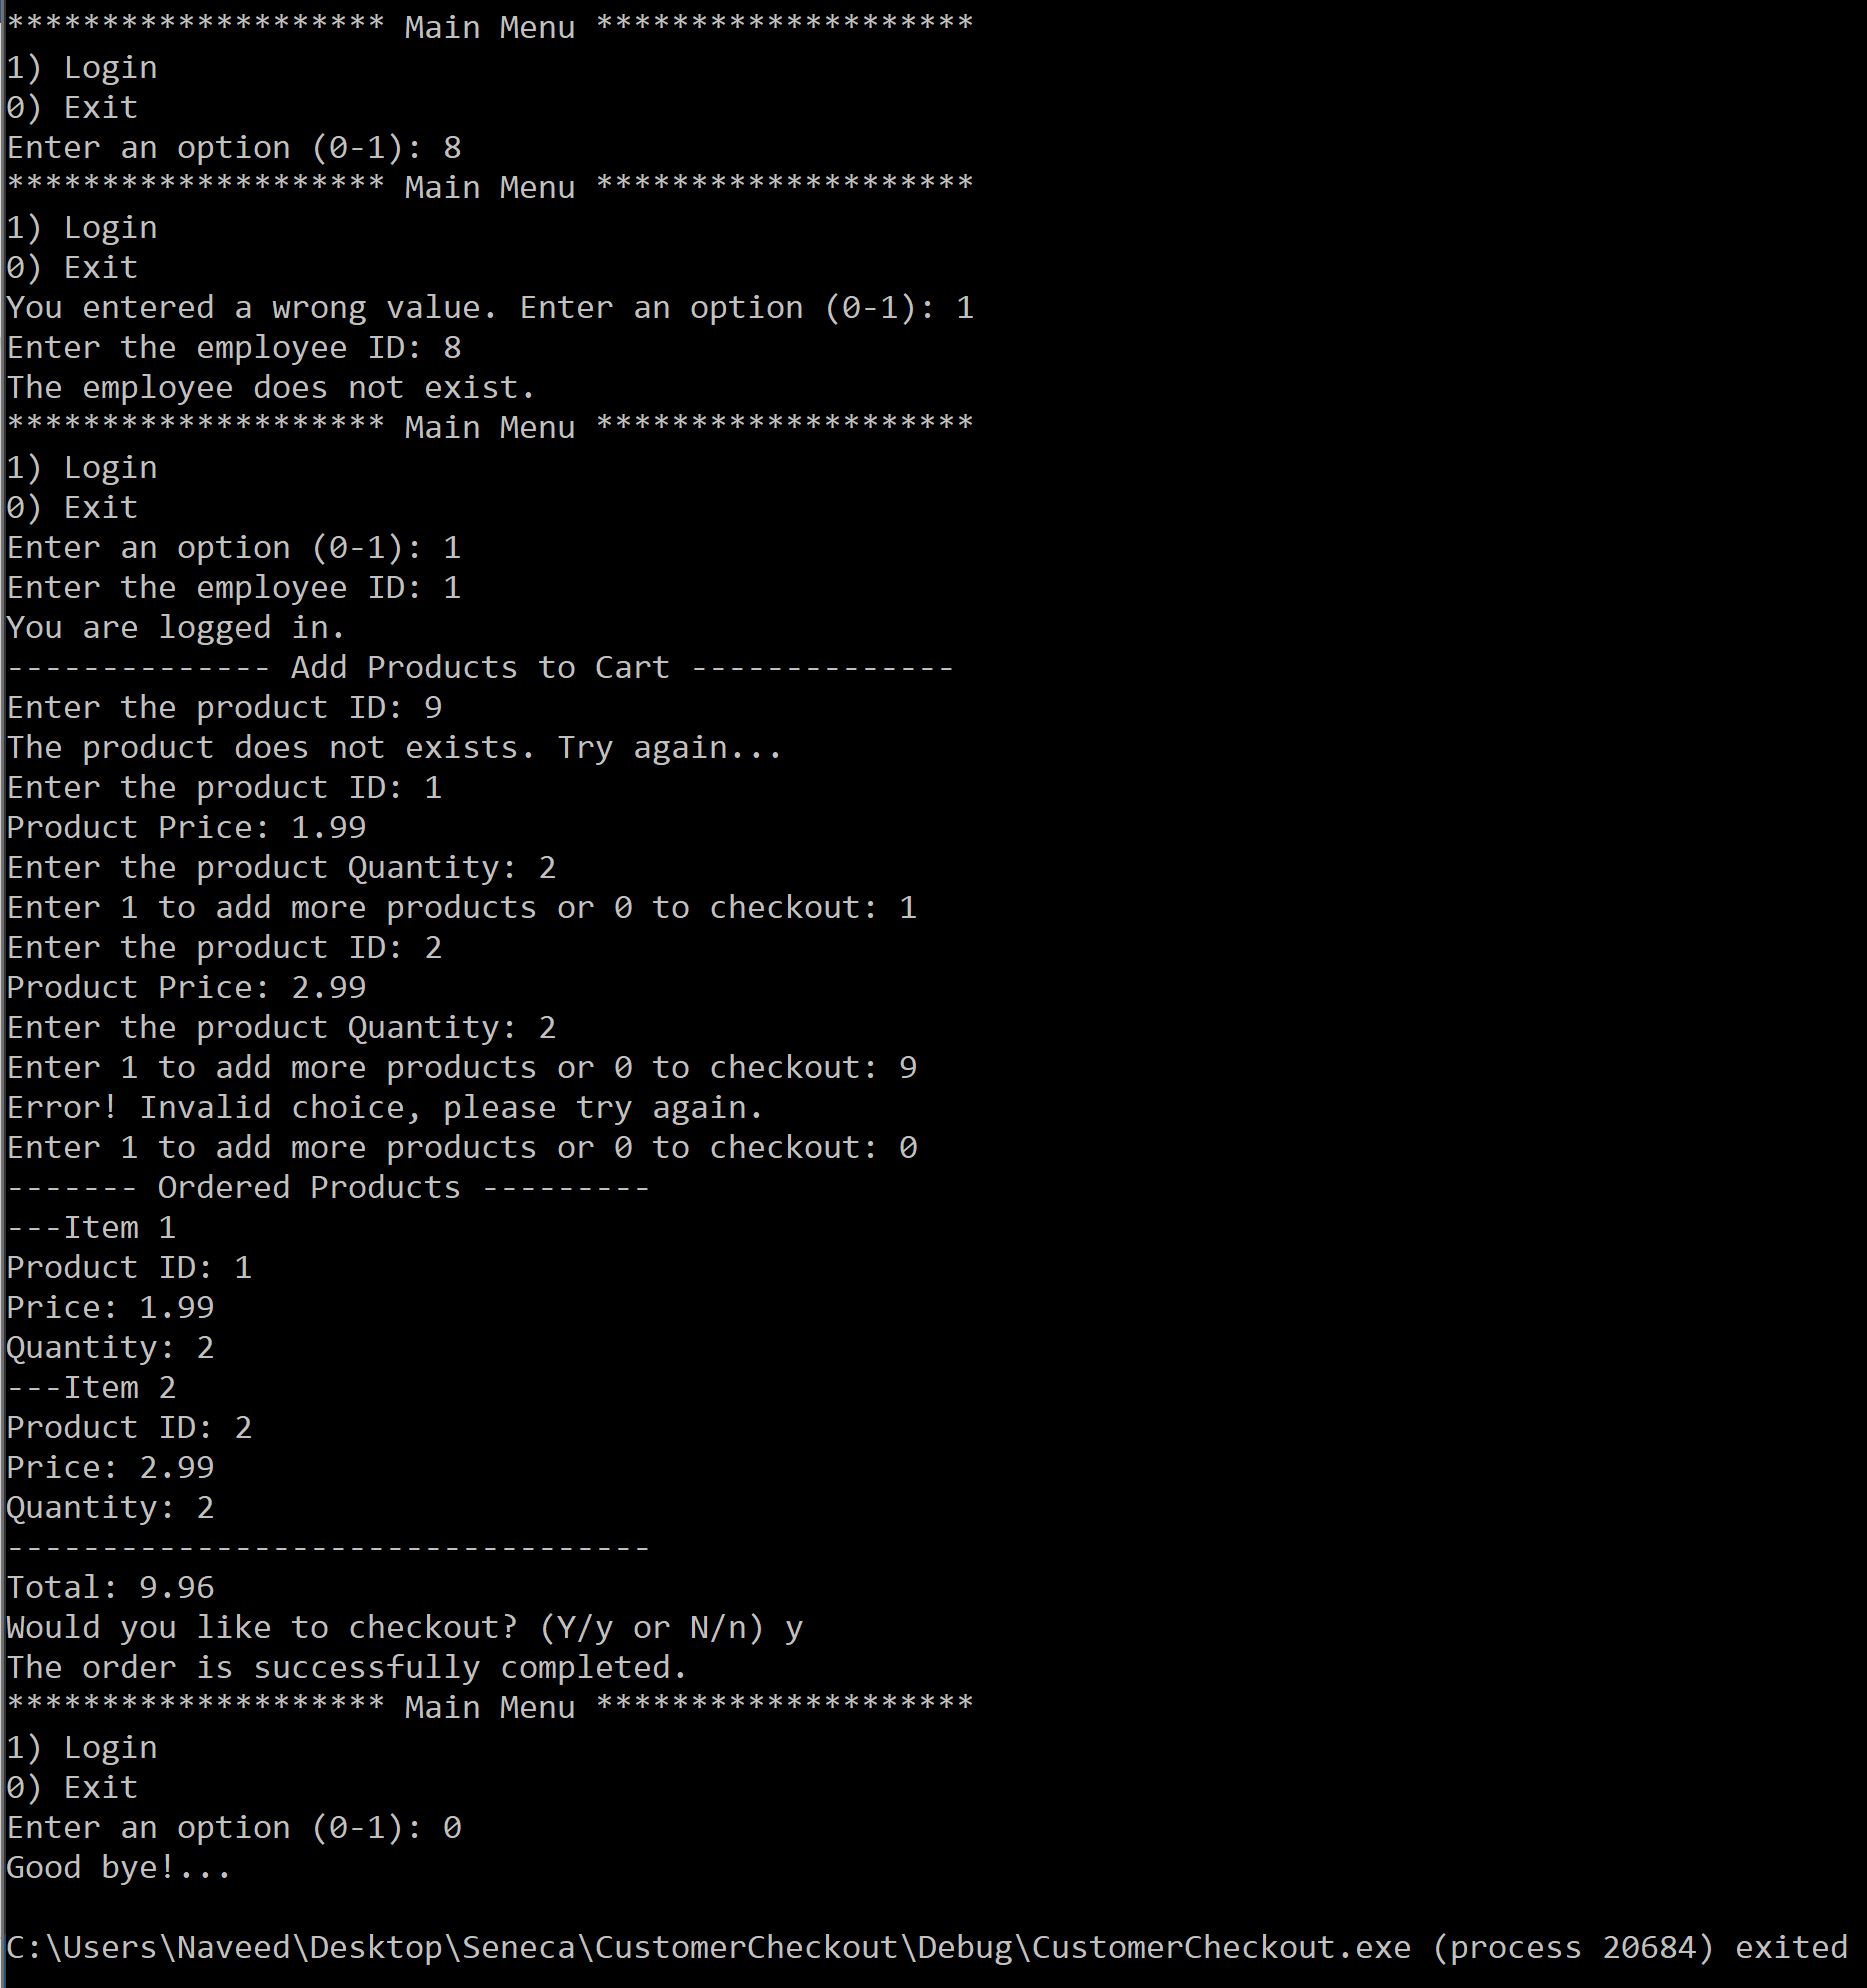 ******************** Main Menu ********************
1) Login
0) Exit
Enter an option (0-1): 8
******************** Main Menu ********************
1) Login
0) Exit
You entered a wrong value. Enter an option (0-1): 1
Enter the employee ID: 8
The employee does not exist.
******************** Main Menu ********************
1) Login
0) Exit
Enter an option (0-1): 1
Enter the employee ID: 1
You are logged in.
-------------- Add Products to Cart --------------
Enter the product ID: 9
The product does not exists. Try again...
Enter the product ID: 1
Product Price: 1.99
Enter the product Quantity: 2
Enter 1 to add more products or 0 to checkout: 1
Enter the product ID: 2
Product Price: 2.99
Enter the product Quantity: 2
Enter 1 to add more products or 0 to checkout: 9
Error! Invalid choice, please try again.
Enter 1 to add more products or 0 to checkout: 0
------- Ordered Products ---------
---Item 1
Product ID: 1
Price: 1.99
Quantity: 2
---Item 2
Product ID: 2
Price: 2.99
Quantity: 2
----------------------------------
Total: 9.96
Would you like to checkout? (Y/y or N/n) y
The order is successfully completed.
******************** Main Menu ********************
1) Login
0) Exit
Enter an option (0-1): 0
Good bye!...
C:\Users\Naveed\Desktop\Seneca\CustomerCheckout\Debug\CustomerCheckout.exe (process 20684) exited